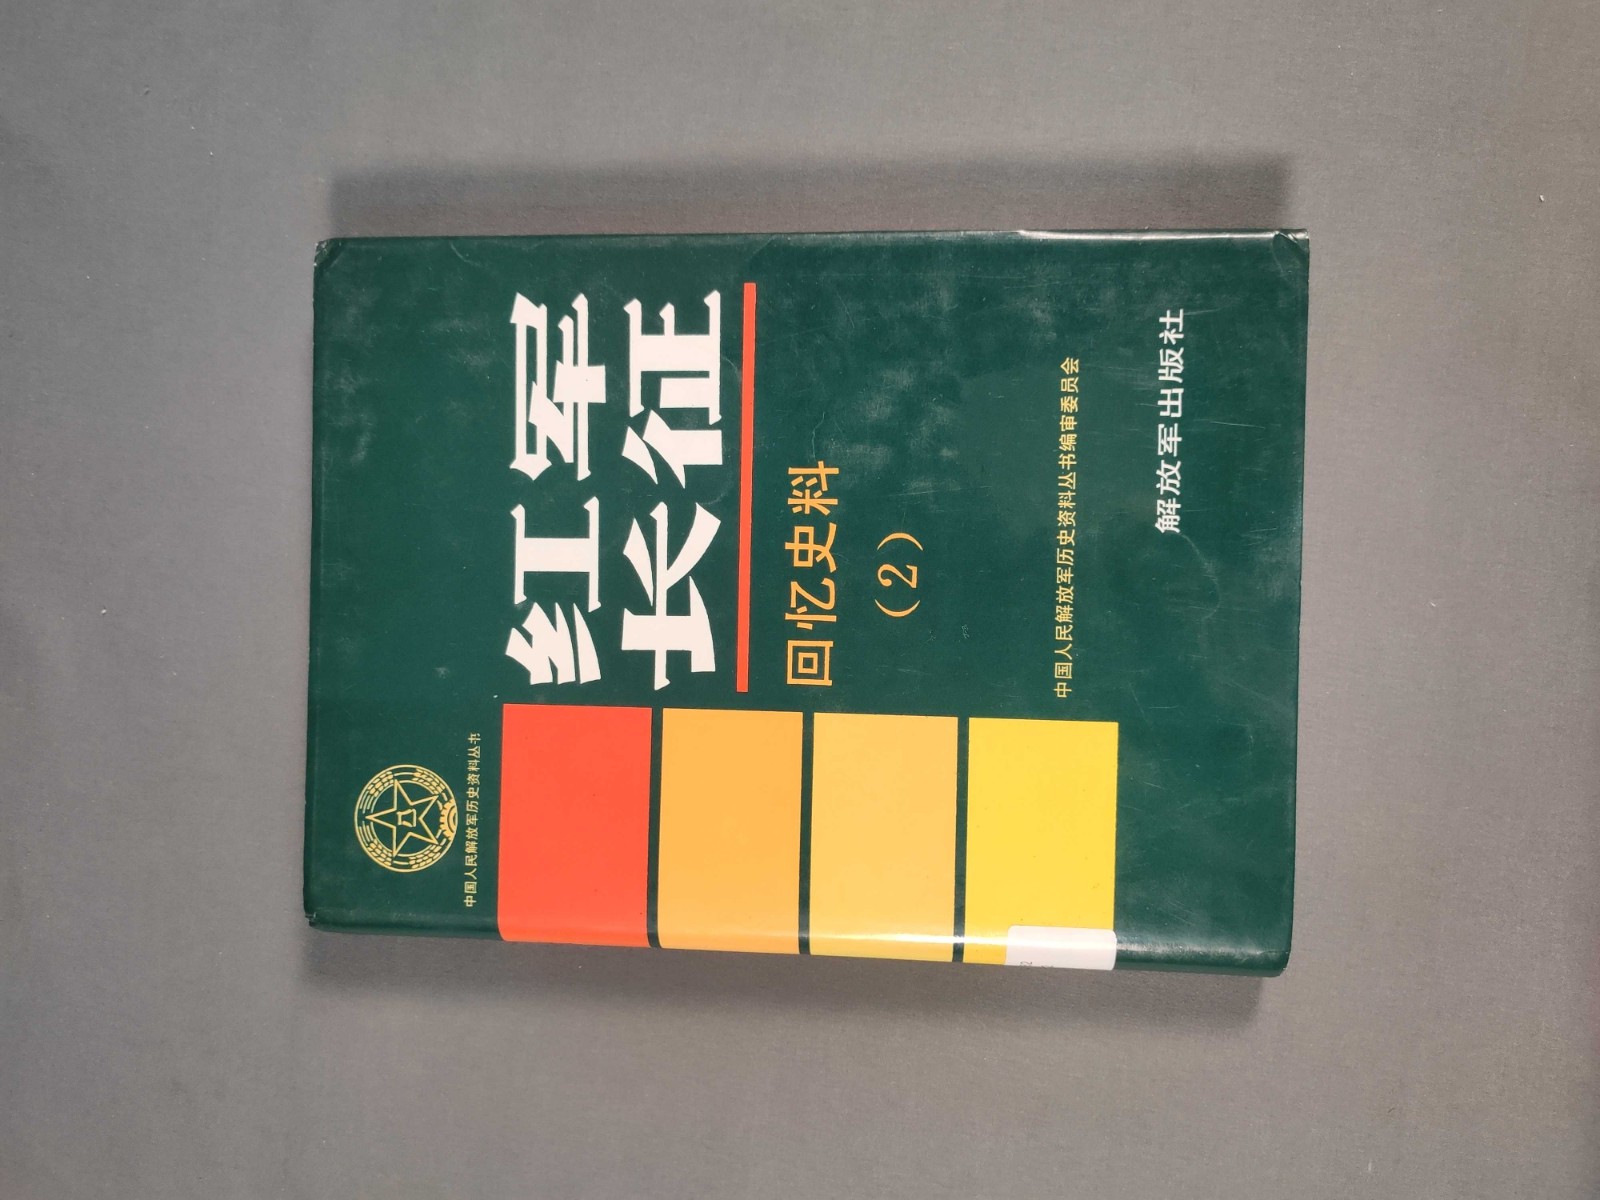 中国人民解放军历史资料丛书
红军
长征
回忆史料
（2）
中国人民解放军历史资料丛书编审委员会
解放军出版社